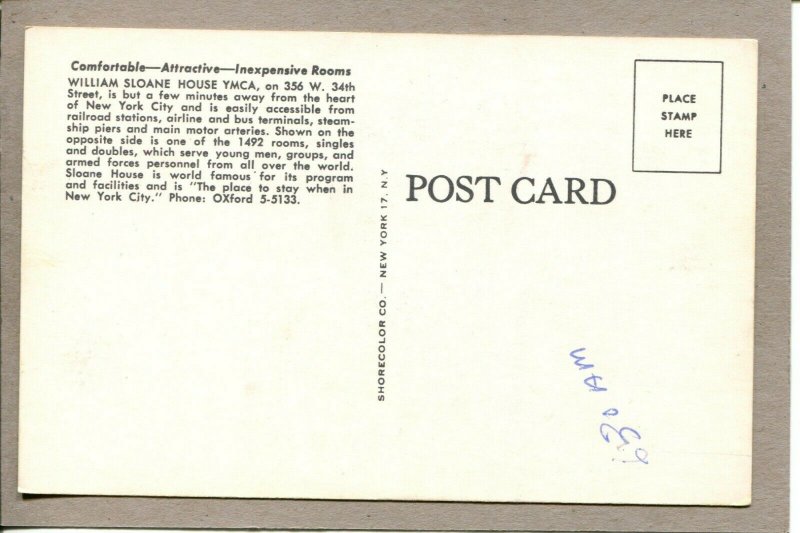 Comfortable—Attractive—Inexpensive Rooms
WILLIAM SLOANE HOUSE YMCA, on 356 W. 34th
Street, is but a few minutes away from the heart
of New York City and is easily accessible from
railroad stations, airline and bus terminals, steam-
ship piers and main motor arteries. Shown on the
opposite side is one of the 1492 rooms, singles
and doubles, which serve young men, groups, and
armed forces personnel from all over the world.
Sloane House is world famous for its program
and facilities and is "The place to stay when in
New York City." Phone: OXford 5-5133.
SHORECOLOR CO. — NEW YORK 17, N.Y
POST CARD
PLACE
STAMP
HERE
AM